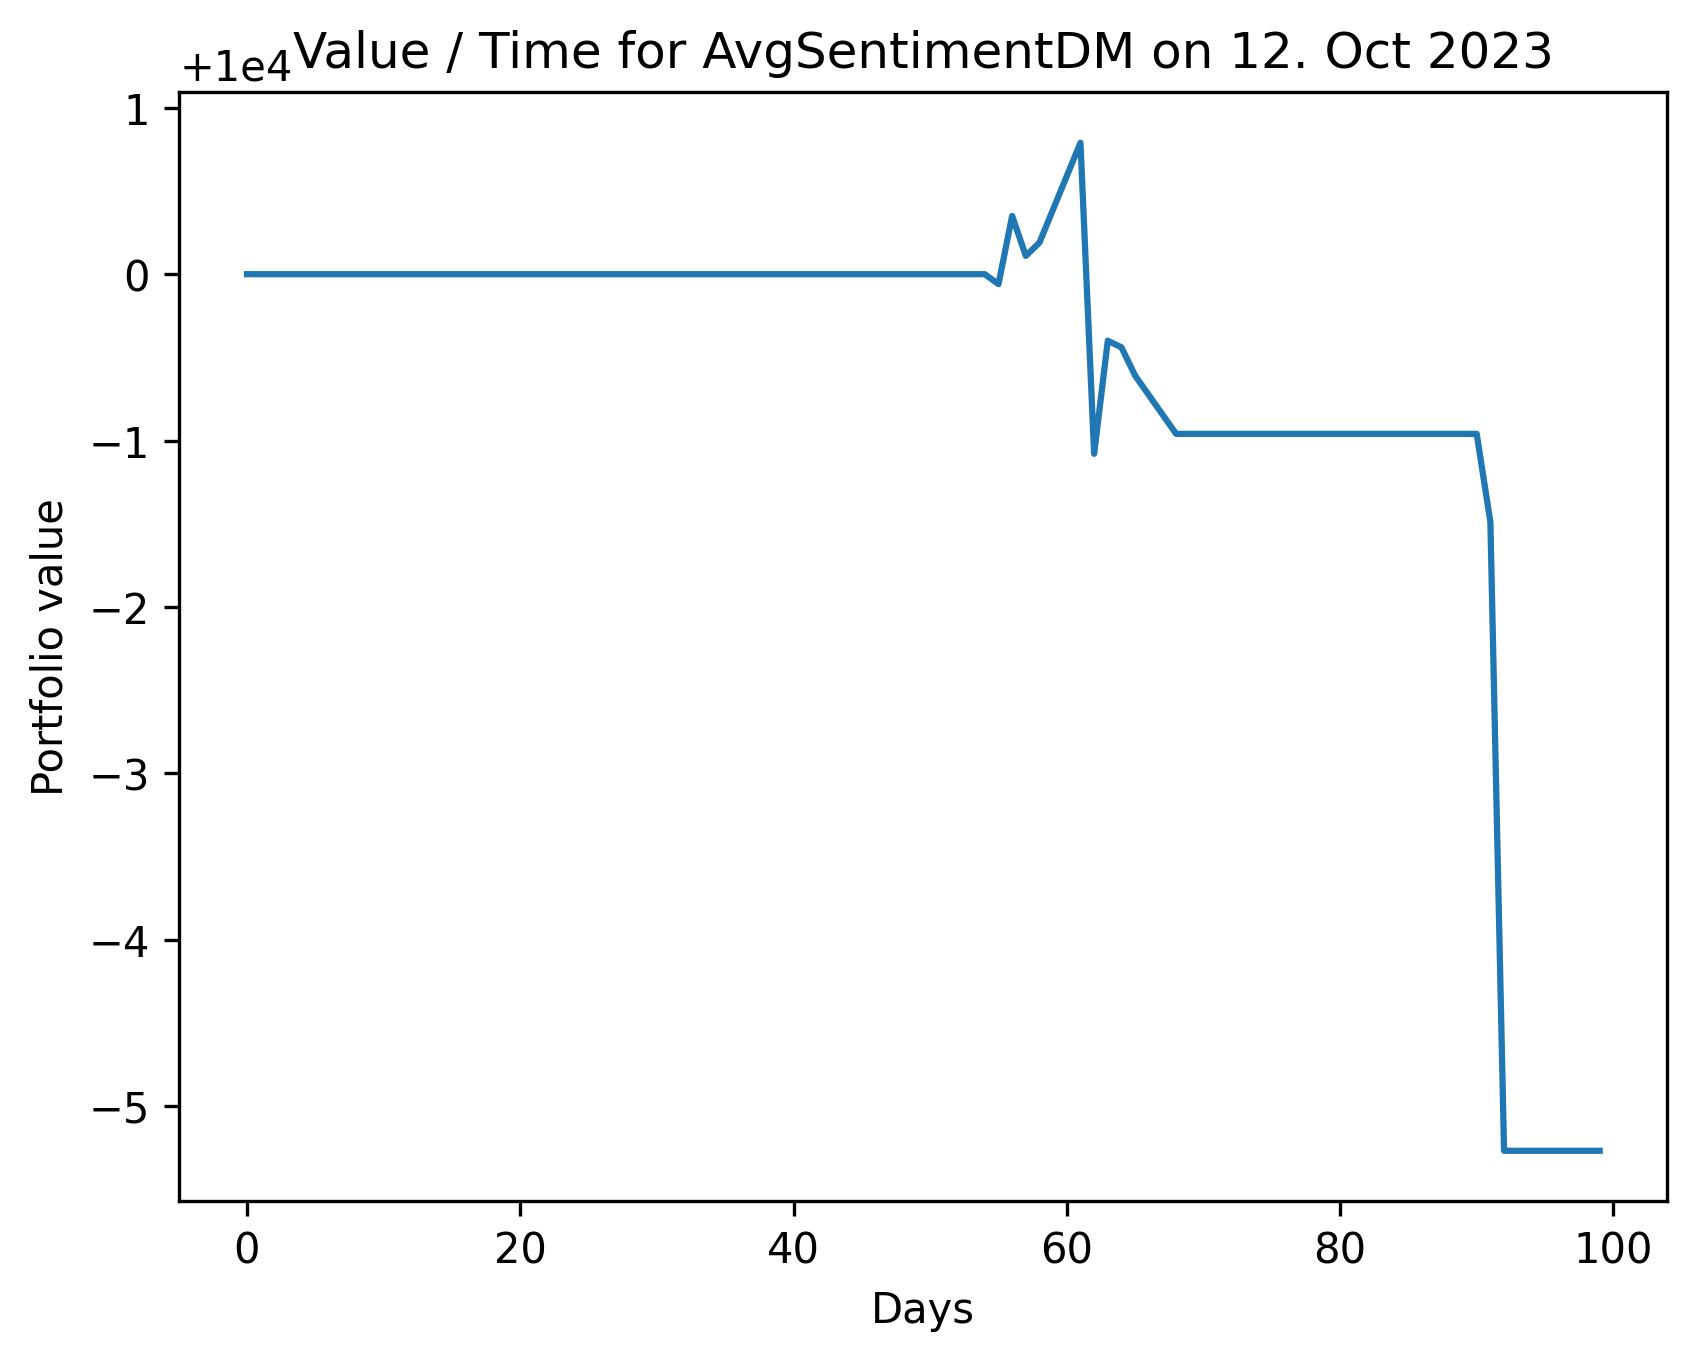 Value / Time for AvgSentimentDM on 12. Oct 2023
+1e4
1
0
−1
−2
−3
−4
−5
Portfolio value
0 20 40 60 80 100
Days